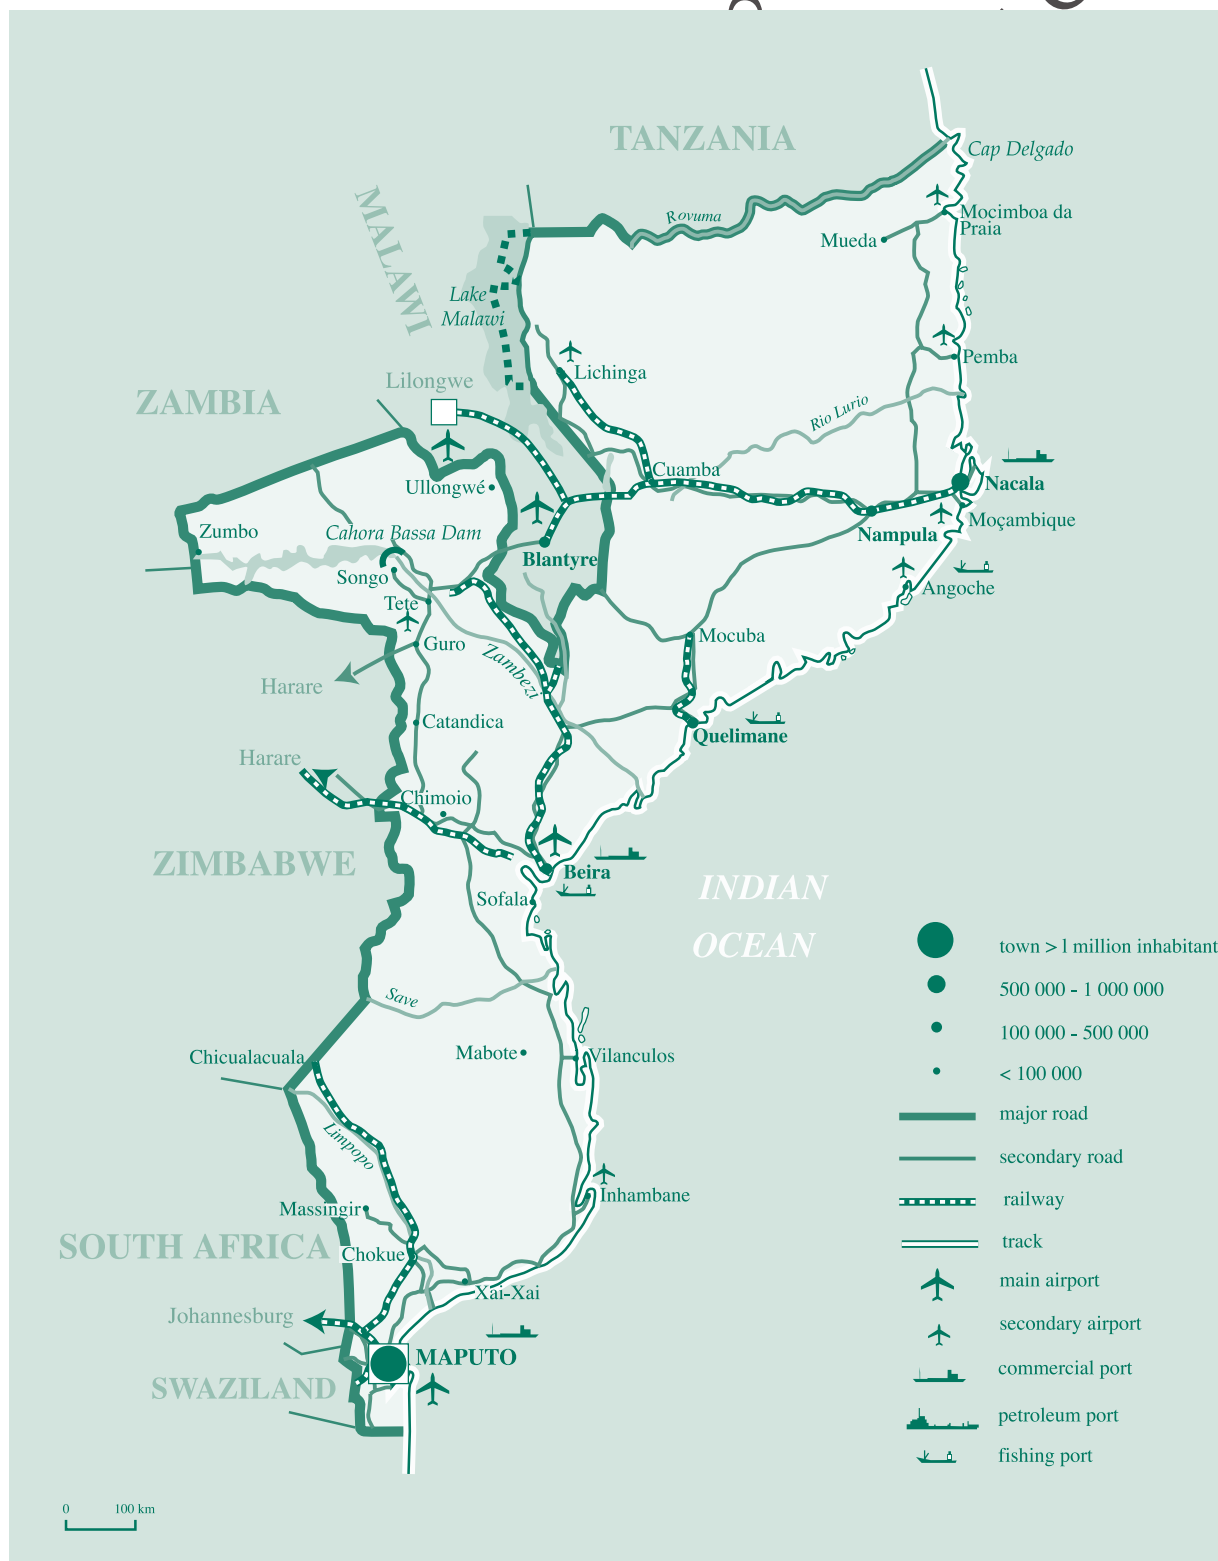 TANZANIA
Cap Delgado
MALAWI
Rovuma
Mocimboa da
Praia
Mueda
Lake
Malawi
Pemba
Lichinga
Lilongwe
ZAMBIA
Rio Lurio
Cuamba
Ullongwé
Nacala
Moçambique
Zumbo
Cahora Bassa Dam
Nampula
Blantyre
Songo
Angoche
Tete
Guro
Mocuba
Zambezi
Harare
Catandica
Quelimane
Harare
Chimoio
ZIMBABWE
Beira
INDIAN
OCEAN
Sofala
Save
Chicualacuala
Mabote
Vilanculos
Limpopo
Inhambane
Massingir
SOUTH AFRICA
Chokue
Xai-Xai
Johannesburg
MAPUTO
SWAZILAND
town > 1 million inhabitant
500 000 - 1 000 000
100 000 - 500 000
< 100 000
major road
secondary road
railway
track
main airport
secondary airport
commercial port
petroleum port
fishing port
0 100 km